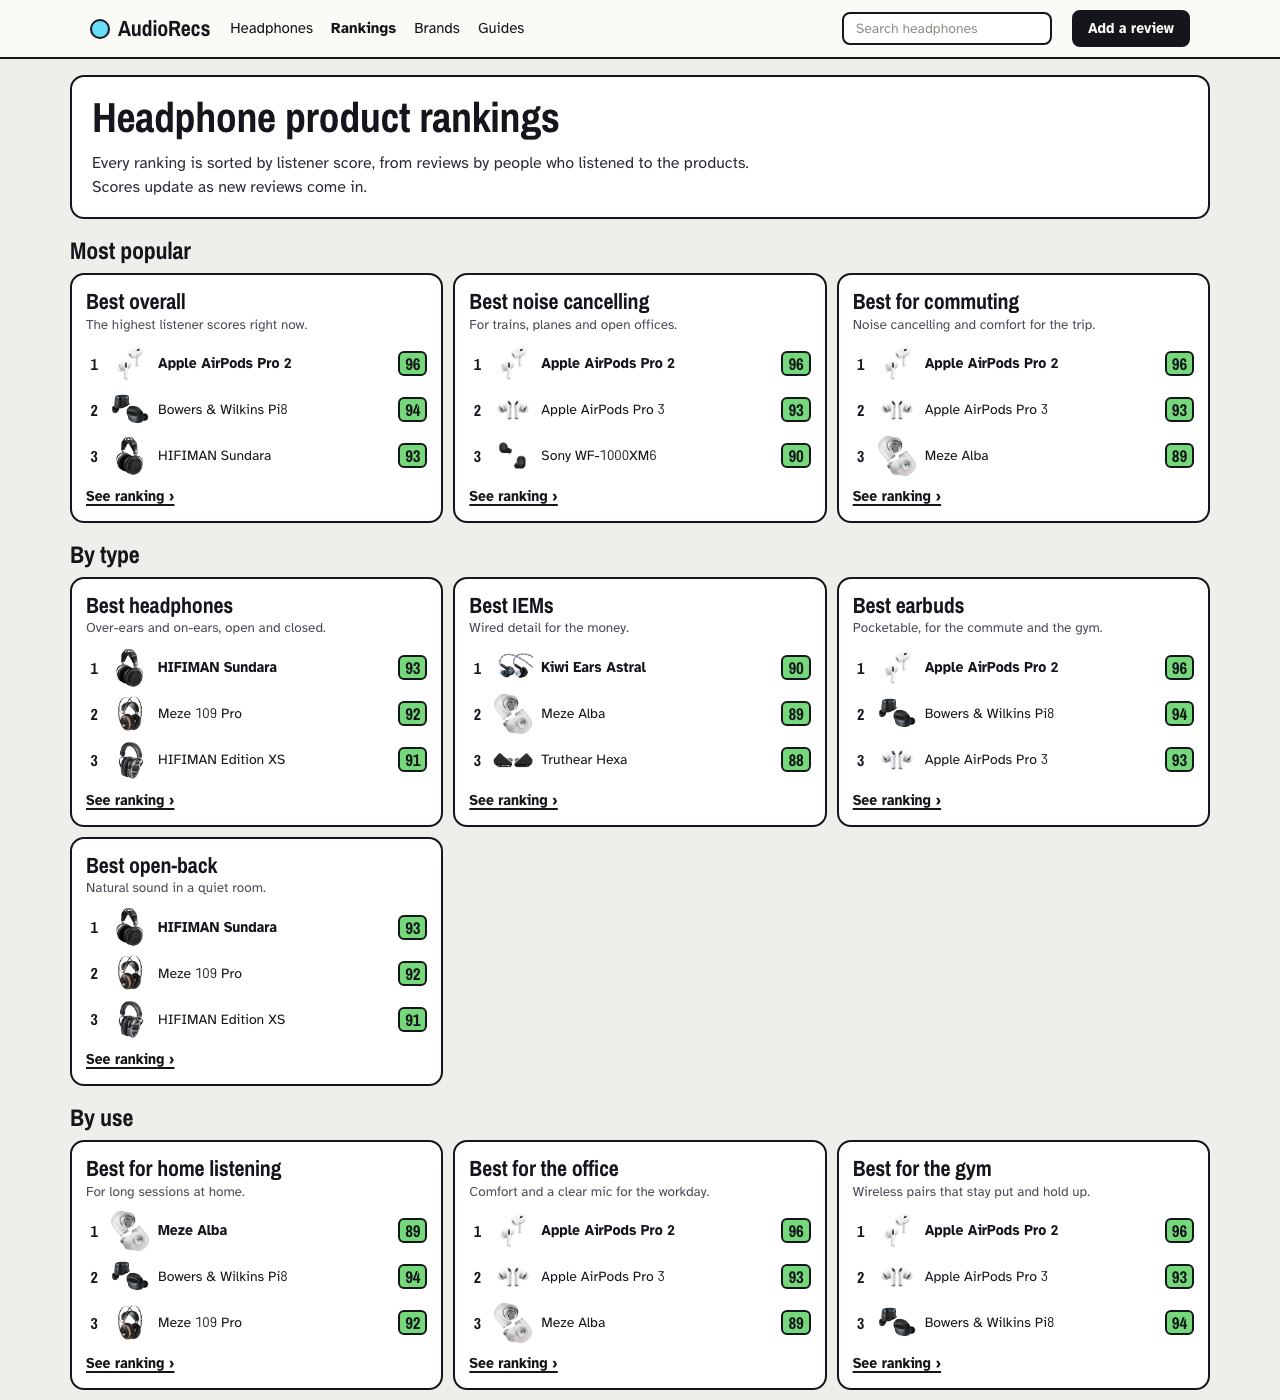 AudioRecs Headphones Rankings Brands Guides Search headphones Add a review
Headphone product rankings
Every ranking is sorted by listener score, from reviews by people who listened to the products.
Scores update as new reviews come in.
Most popular
Best overall
The highest listener scores right now.
1 Apple AirPods Pro 2 96
2 Bowers & Wilkins Pi8 94
3 HIFIMAN Sundara 93
See ranking ›
Best noise cancelling
For trains, planes and open offices.
1 Apple AirPods Pro 2 96
2 Apple AirPods Pro 3 93
3 Sony WF-1000XM6 90
See ranking ›
Best for commuting
Noise cancelling and comfort for the trip.
1 Apple AirPods Pro 2 96
2 Apple AirPods Pro 3 93
3 Meze Alba 89
See ranking ›
By type
Best headphones
Over-ears and on-ears, open and closed.
1 HIFIMAN Sundara 93
2 Meze 109 Pro 92
3 HIFIMAN Edition XS 91
See ranking ›
Best IEMs
Wired detail for the money.
1 Kiwi Ears Astral 90
2 Meze Alba 89
3 Truthear Hexa 88
See ranking ›
Best earbuds
Pocketable, for the commute and the gym.
1 Apple AirPods Pro 2 96
2 Bowers & Wilkins Pi8 94
3 Apple AirPods Pro 3 93
See ranking ›
Best open-back
Natural sound in a quiet room.
1 HIFIMAN Sundara 93
2 Meze 109 Pro 92
3 HIFIMAN Edition XS 91
See ranking ›
By use
Best for home listening
For long sessions at home.
1 Meze Alba 89
2 Bowers & Wilkins Pi8 94
3 Meze 109 Pro 92
See ranking ›
Best for the office
Comfort and a clear mic for the workday.
1 Apple AirPods Pro 2 96
2 Apple AirPods Pro 3 93
3 Meze Alba 89
See ranking ›
Best for the gym
Wireless pairs that stay put and hold up.
1 Apple AirPods Pro 2 96
2 Apple AirPods Pro 3 93
3 Bowers & Wilkins Pi8 94
See ranking ›